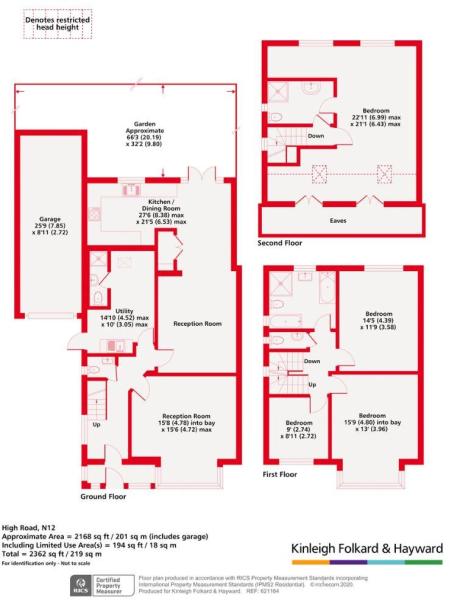 Denotes restricted
head height
Garden
Approximate
66'3 (20.19)
x 32'2 (9.80)
Garage
25'9 (7.85)
x 8'11 (2.72)
Kitchen /
Dining Room
27'6 (8.38) max
x 21'5 (6.53) max
Utility
14'10 (4.52) max
x 10' (3.05) max
Reception Room
Reception Room
15'8 (4.78) into bay
x 15'6 (4.72) max
Up
Ground Floor
Bedroom
22'11 (6.99) max
x 21'1 (6.43) max
Down
Eaves
Second Floor
Bedroom
14'5 (4.39)
x 11'9 (3.58)
Down
Up
Bedroom
9' (2.74)
x 8'11 (2.72)
Bedroom
15'9 (4.80) into bay
x 13' (3.96)
First Floor
High Road, N12
Approximate Area = 2168 sq ft / 201 sq m (includes garage)
Including Limited Use Area(s) = 194 sq ft / 18 sq m
Total = 2362 sq ft / 219 sq m
For identification only - Not to scale
Kinleigh Folkard & Hayward
RICS
Certified
Property
Measurer
Floor plan produced in accordance with RICS Property Measurement Standards incorporating
International Property Measurement Standards (IPMS2 Residential). ©nichecom 2020.
Produced for Kinleigh Folkard & Hayward. REF: 621164